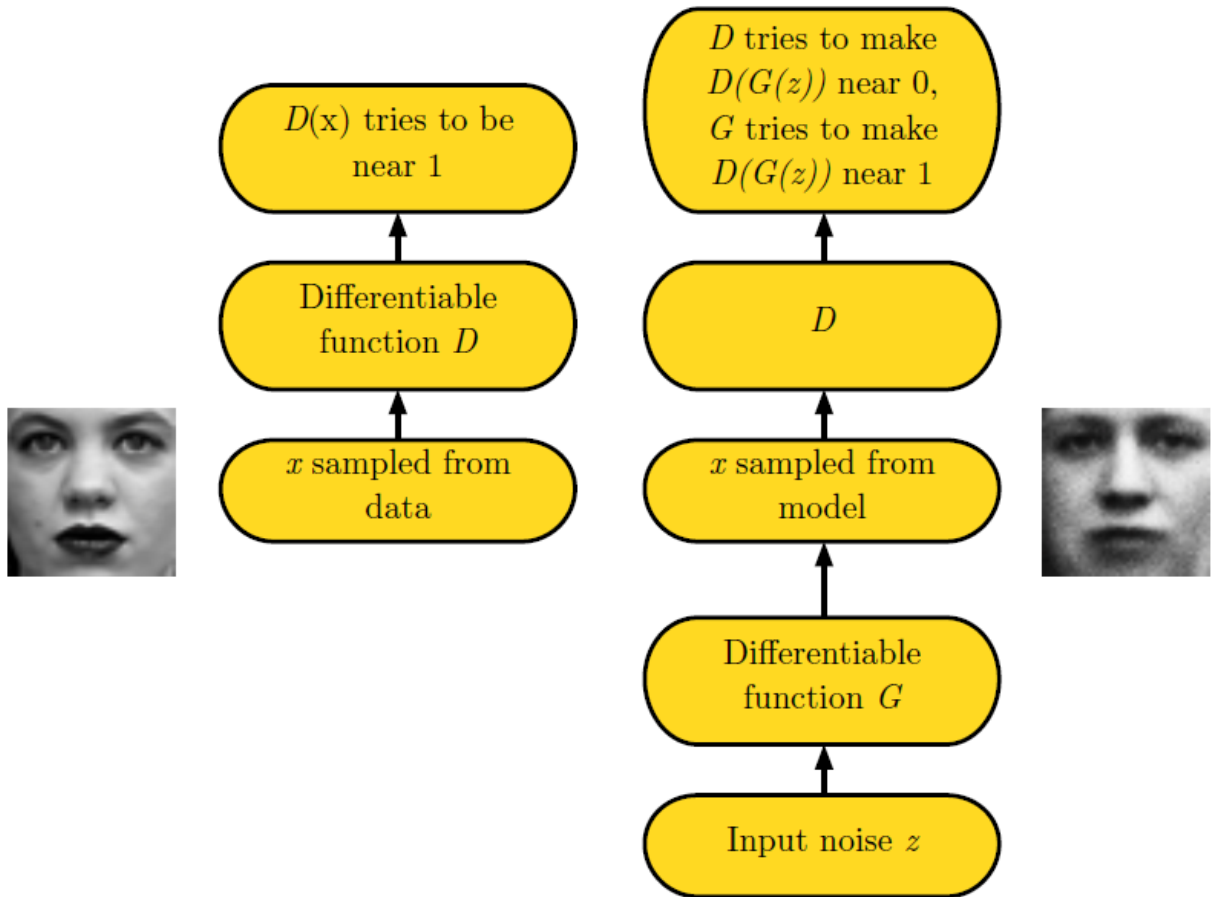 D(x) tries to be
near 1
Differentiable
function D
x sampled from
data
D tries to make
D(G(z)) near 0,
G tries to make
D(G(z)) near 1
D
x sampled from
model
Differentiable
function G
Input noise z